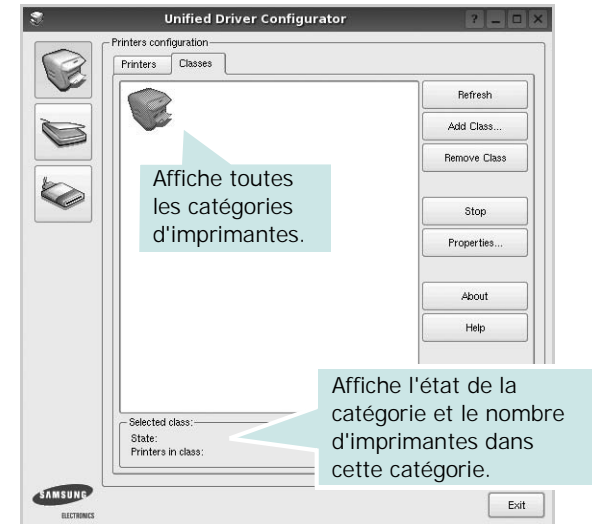 Unified Driver Configurator
Printers configuration
Printers Classes
Refresh
Add Class...
Remove Class
Stop
Properties...
About
Help
Affiche toutes
les catégories
d'imprimantes.
Affiche l'état de la
catégorie et le nombre
d'imprimantes dans
cette catégorie.
Selected class:
State:
Printers in class:
SAMSUNG
ELECTRONICS
Exit